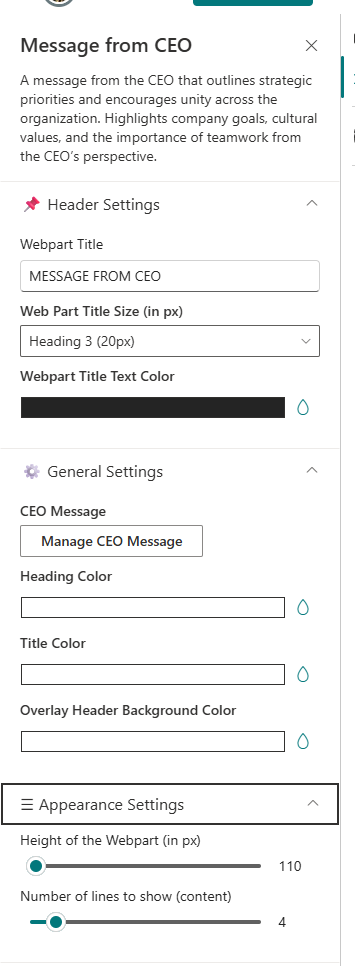 Message from CEO
A message from the CEO that outlines strategic
priorities and encourages unity across the
organization. Highlights company goals, cultural
values, and the importance of teamwork from
the CEO’s perspective.
Header Settings
Webpart Title
MESSAGE FROM CEO
Web Part Title Size (in px)
Heading 3 (20px)
Webpart Title Text Color
General Settings
CEO Message
Manage CEO Message
Heading Color
Title Color
Overlay Header Background Color
Appearance Settings
Height of the Webpart (in px)
110
Number of lines to show (content)
4